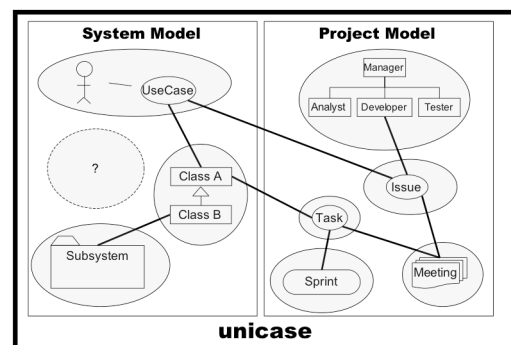 System Model
Project Model
UseCase
?
Class A
Class B
Subsystem
Manager
Analyst
Developer
Tester
Issue
Task
Sprint
Meeting
unicase